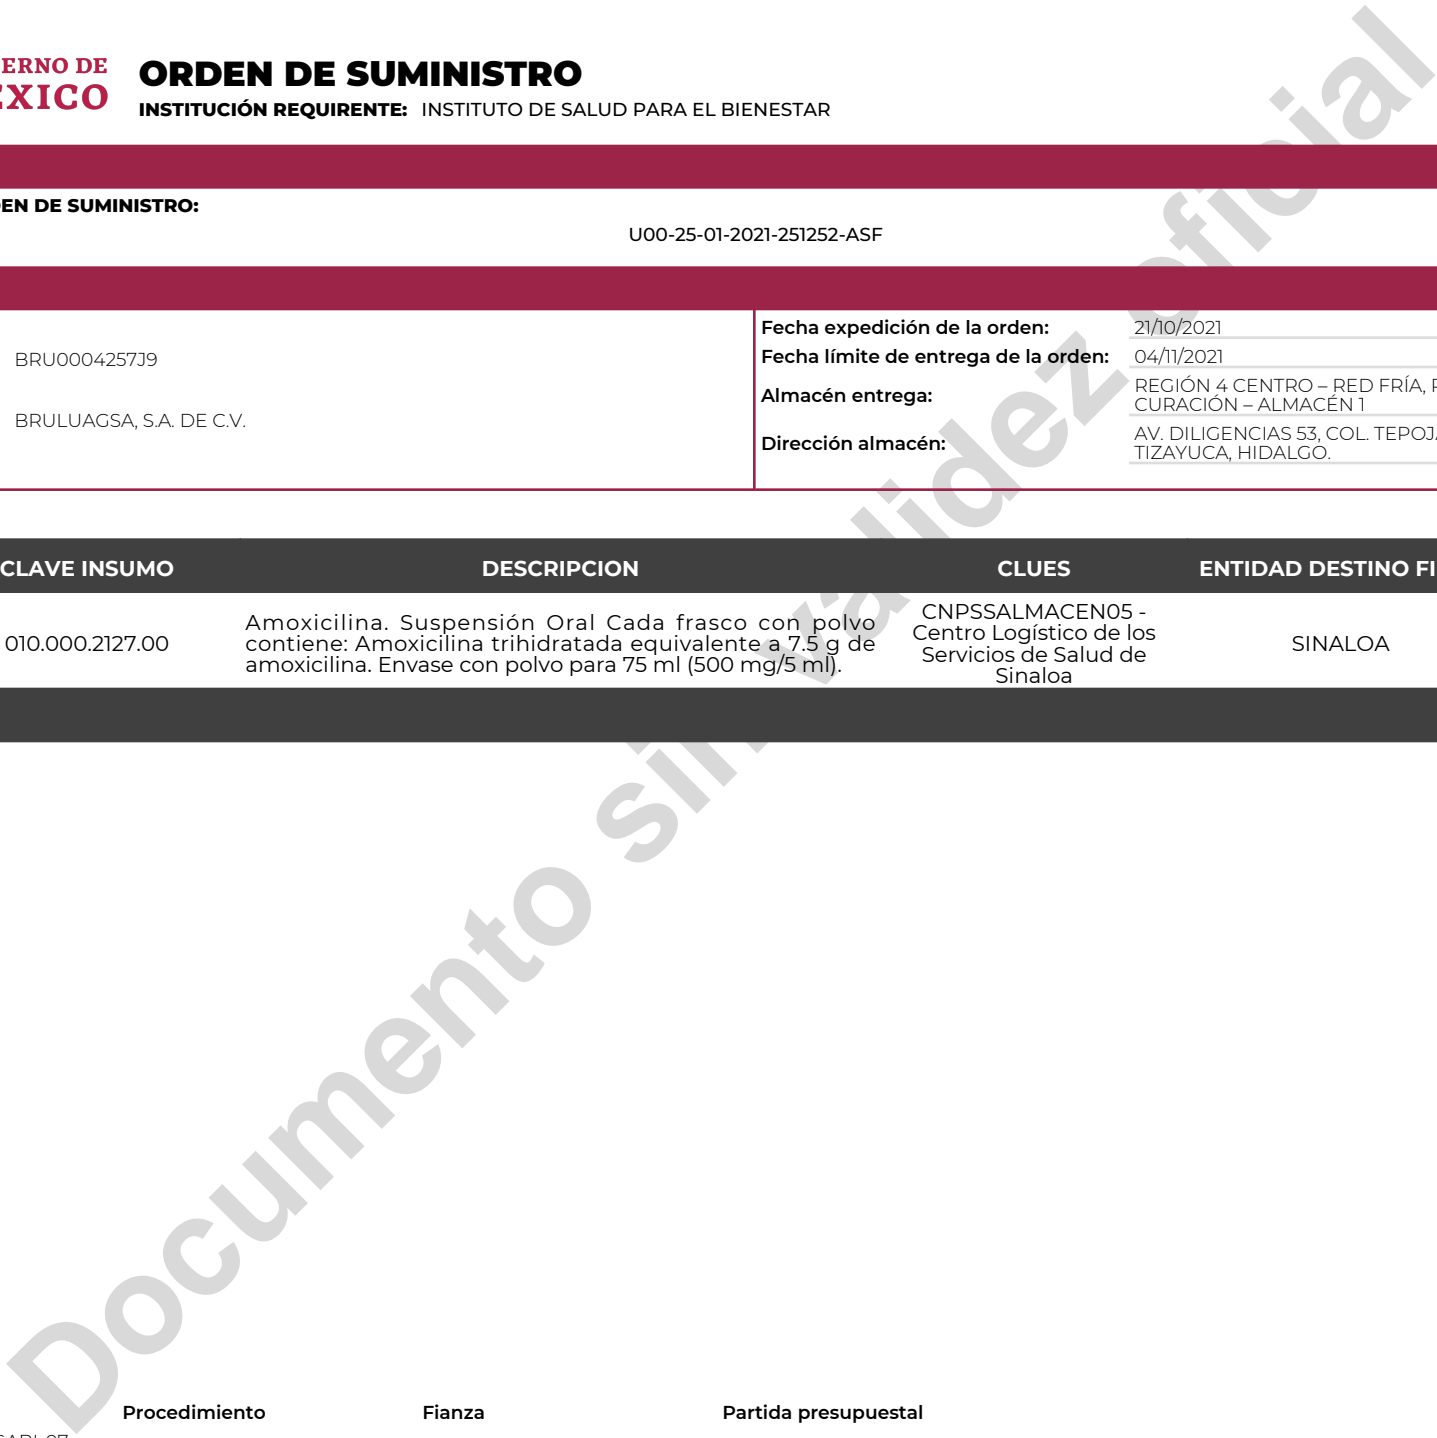 ERNO DE
ÉXICO
ORDEN DE SUMINISTRO
INSTITUCIÓN REQUIRENTE: INSTITUTO DE SALUD PARA EL BIENESTAR
EN DE SUMINISTRO:
U00-25-01-2021-251252-ASF
BRU0004257J9
BRULUAGSA, S.A. DE C.V.
Fecha expedición de la orden: 21/10/2021
Fecha límite de entrega de la orden: 04/11/2021
Almacén entrega: REGIÓN 4 CENTRO – RED FRÍA,
CURACIÓN – ALMACÉN 1
Dirección almacén: AV. DILIGENCIAS 53, COL. TEPOJA
TIZAYUCA, HIDALGO.
CLAVE INSUMO DESCRIPCION CLUES ENTIDAD DESTINO FI
010.000.2127.00
Amoxicilina. Suspensión Oral Cada frasco con polvo
contiene: Amoxicilina trihidratada equivalente a 7.5 g de
amoxicilina. Envase con polvo para 75 ml (500 mg/5 ml).
CNPSSALMACEN05 -
Centro Logístico de los
Servicios de Salud de
Sinaloa
SINALOA
Documento sin validez oficial
Procedimiento Fianza Partida presupuestal